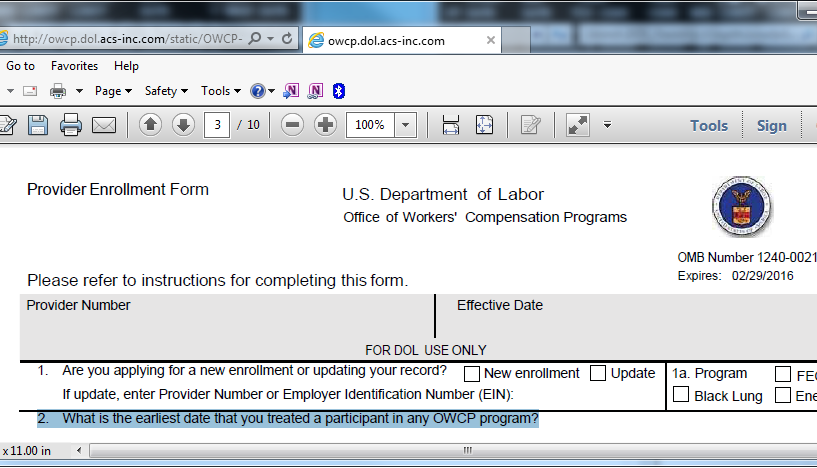 http://owcp.dol.acs-inc.com/static/OWCP-
owcp.dol.acs-inc.com
Go to Favorites Help
Page Safety Tools
3 / 10 100% Tools Sign
Provider Enrollment Form
U.S. Department of Labor
Office of Workers' Compensation Programs
OMB Number 1240-0021
Expires: 02/29/2016
Please refer to instructions for completing this form.
Provider Number Effective Date
FOR DOL USE ONLY
1. Are you applying for a new enrollment or updating your record? New enrollment Update 1a. Program FEC
If update, enter Provider Number or Employer Identification Number (EIN): Black Lung Ene
2. What is the earliest date that you treated a participant in any OWCP program?
x 11.00 in